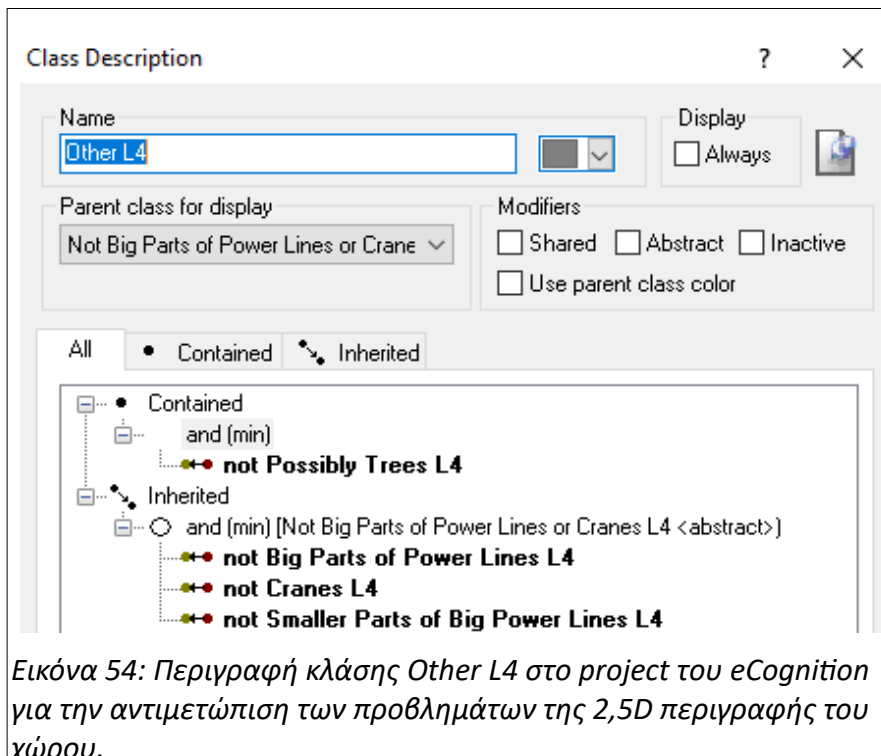 Class Description ?
Name
Other L4
Display
Always
Parent class for display
Not Big Parts of Power Lines or Crane
Modifiers
Shared Abstract Inactive
Use parent class color
All Contained Inherited
Contained
and (min)
not Possibly Trees L4
Inherited
and (min) [Not Big Parts of Power Lines or Cranes L4 <abstract>)
not Big Parts of Power Lines L4
not Cranes L4
not Smaller Parts of Big Power Lines L4
Εικόνα 54: Περιγραφή κλάσης Other L4 στο project του eCognition
για την αντιμετώπιση των προβλημάτων της 2,5D περιγραφής του
χώρου.